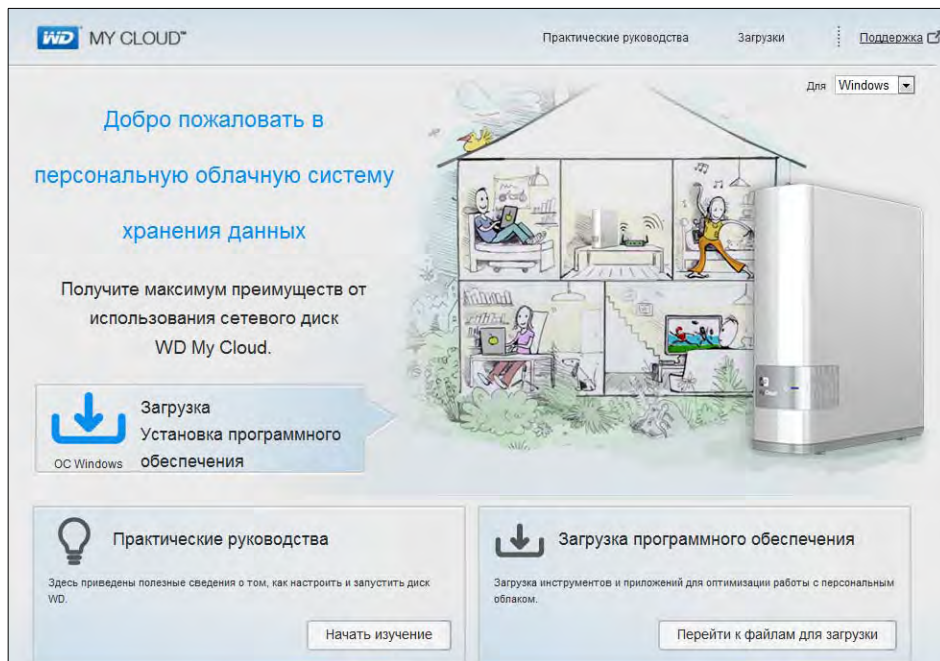 WD MY CLOUD™
Практические руководства
Загрузки
Поддержка
Для Windows
Добро пожаловать в
персональную облачную систему
хранения данных
Получите максимум преимуществ от
использования сетевого диск
WD My Cloud.
Загрузка
Установка программного
обеспечения
ОС Windows
Практические руководства
Здесь приведены полезные сведения о том, как настроить и запустить диск
WD.
Начать изучение
Загрузка программного обеспечения
Загрузка инструментов и приложений для оптимизации работы с персональным
облаком.
Перейти к файлам для загрузки